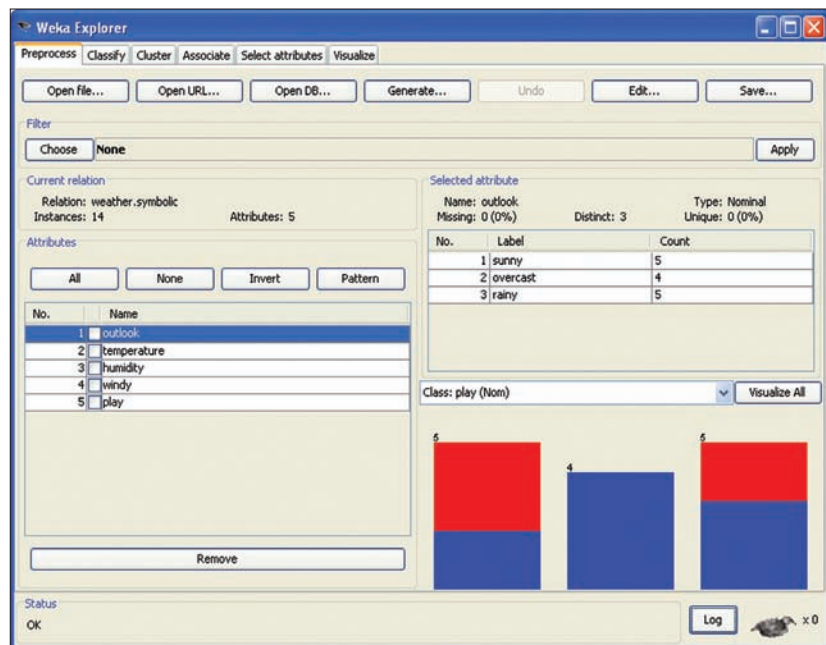 Weka Explorer
Preprocess Classify Cluster Associate Select attributes Visualize
Open file... Open URL... Open DB... Generate... Undo Edit... Save...
Filter
Choose None Apply
Current relation
Relation: weather.symbolic
Instances: 14 Attributes: 5
Attributes
All None Invert Pattern
No. Name
1 outlook
2 temperature
3 humidity
4 windy
5 play
Remove
Selected attribute
Name: outlook Type: Nominal
Missing: 0 (0%) Distinct: 3 Unique: 0 (0%)
No. Label Count
1 sunny 5
2 overcast 4
3 rainy 5
Class: play (Nom) Visualize All
5 4 5
Status
OK
Log x 0